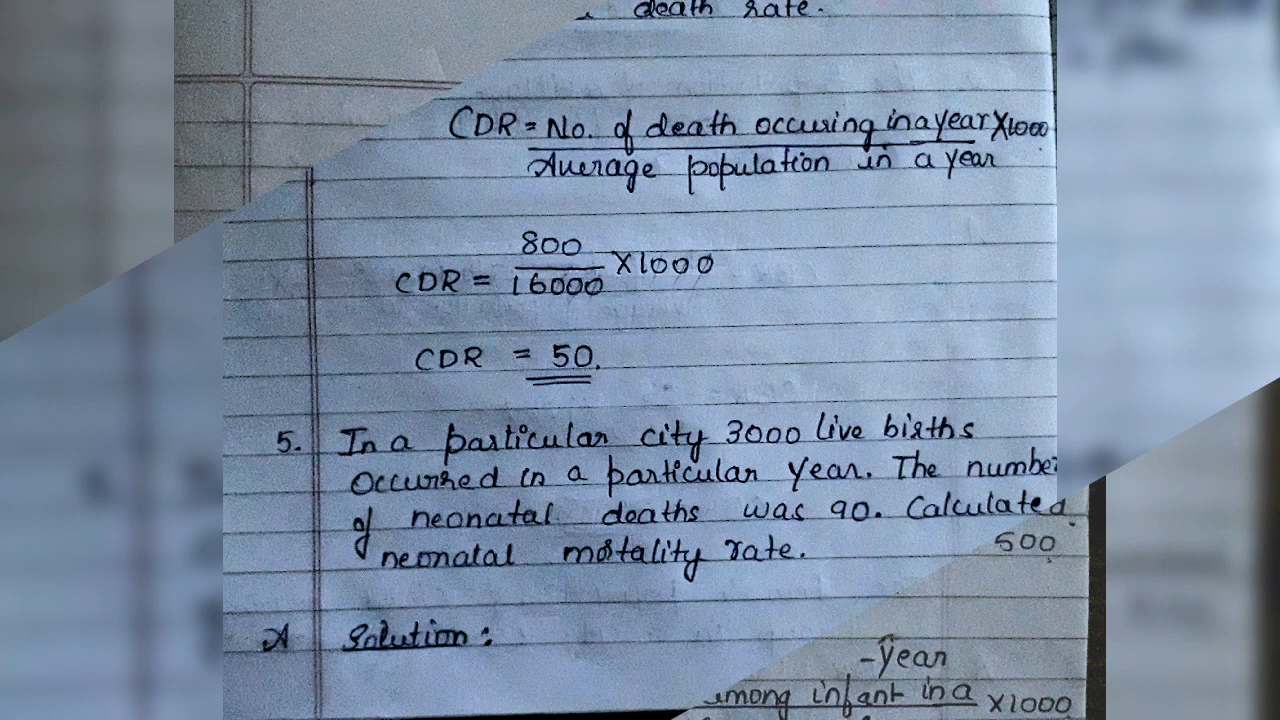 death rate.
CDR = No. of death occuring in a year X1000
Average population in a year
800
CDR = X1000
16000
CDR = 50.
5. In a particular city 3000 live births
occurred in a particular year. The number
of neonatal deaths was 90. Calculated
neonatal mortality rate.
500
A Solution:
-Year
among infant in a X1000